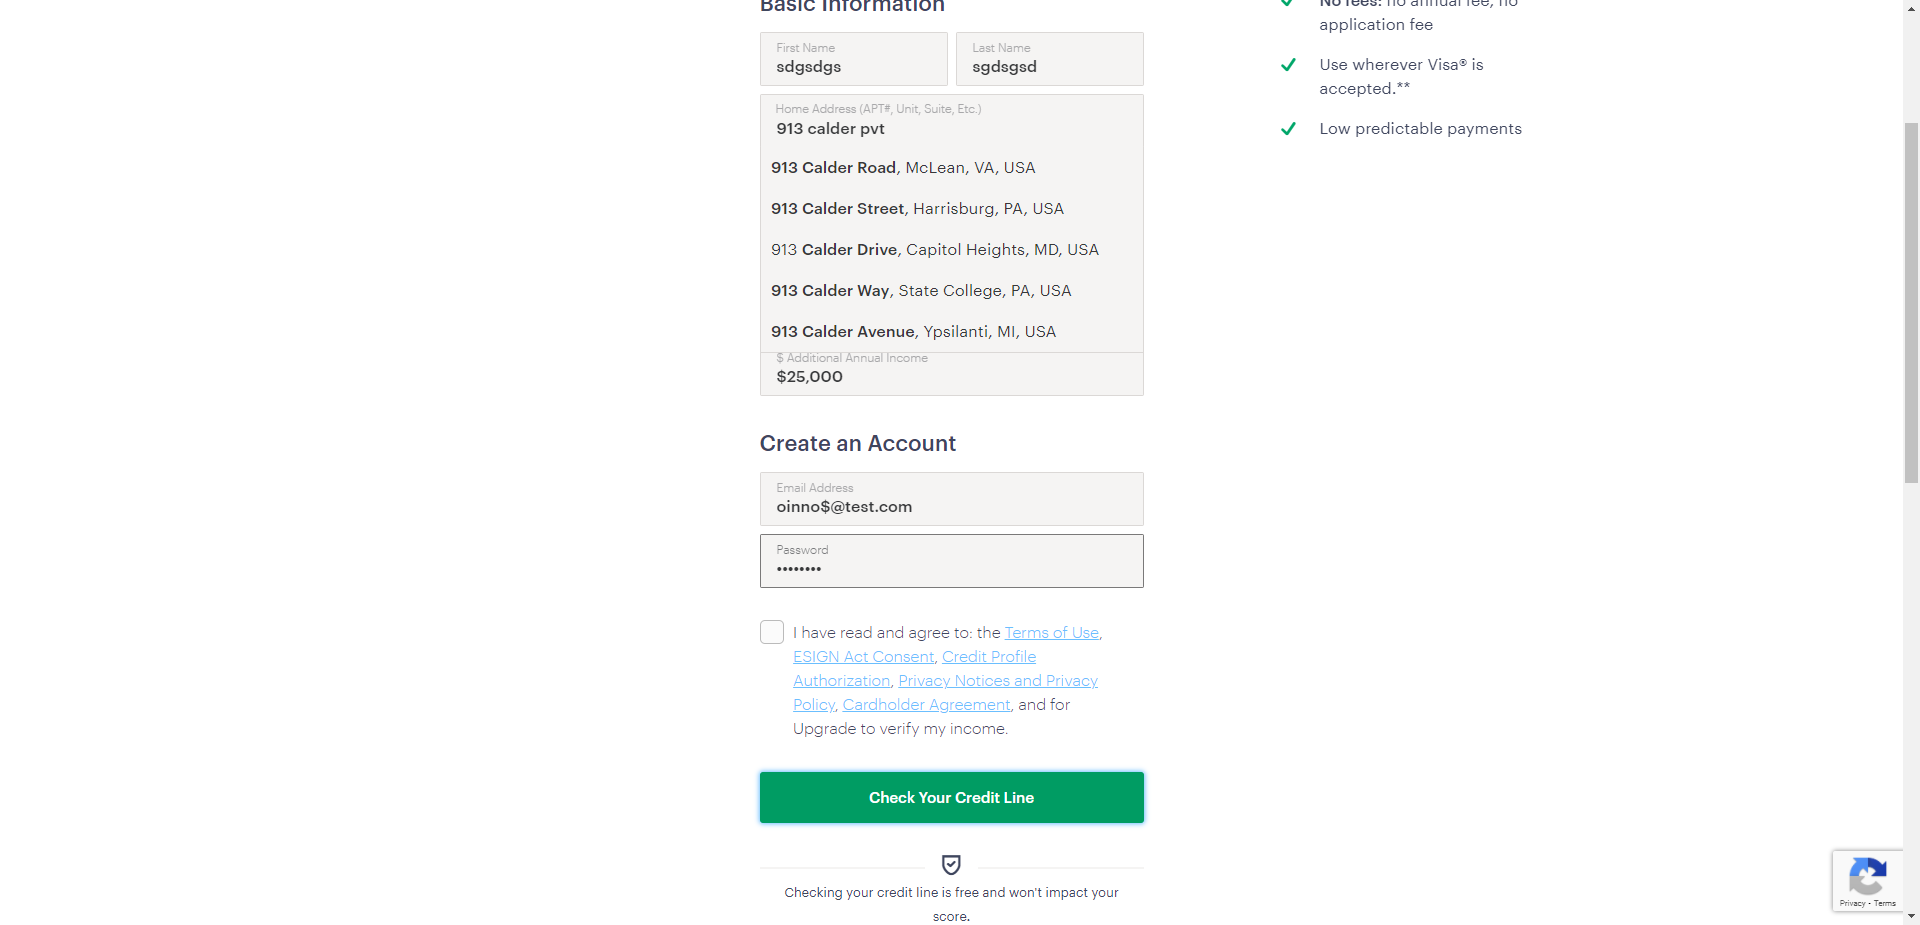 Basic Information
First Name
sdgsdgs
Last Name
sgdsgsd
Home Address (APT#, Unit, Suite, Etc.)
913 calder pvt
913 Calder Road, McLean, VA, USA
913 Calder Street, Harrisburg, PA, USA
913 Calder Drive, Capitol Heights, MD, USA
913 Calder Way, State College, PA, USA
913 Calder Avenue, Ypsilanti, MI, USA
$ Additional Annual Income
$25,000
Create an Account
Email Address
oinno$@test.com
Password
••••••••
I have read and agree to: the Terms of Use,
ESIGN Act Consent, Credit Profile
Authorization, Privacy Notices and Privacy
Policy, Cardholder Agreement, and for
Upgrade to verify my income.
Check Your Credit Line
Checking your credit line is free and won't impact your
score.
No fees: no annual fee, no
application fee
Use wherever Visa® is
accepted.**
Low predictable payments
Privacy - Terms